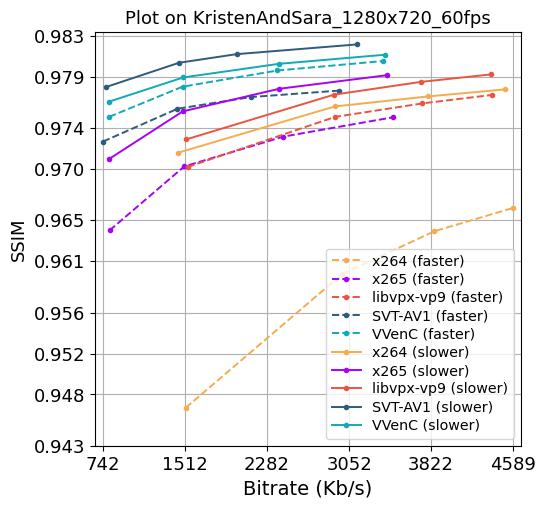 Plot on KristenAndSara_1280x720_60fps
0.983
0.979
0.974
0.970
0.965
0.961
0.956
0.952
0.948
0.943
SSIM
x264 (faster)
x265 (faster)
libvpx-vp9 (faster)
SVT-AV1 (faster)
VVenC (faster)
x264 (slower)
x265 (slower)
libvpx-vp9 (slower)
SVT-AV1 (slower)
VVenC (slower)
742 1512 2282 3052 3822 4589
Bitrate (Kb/s)